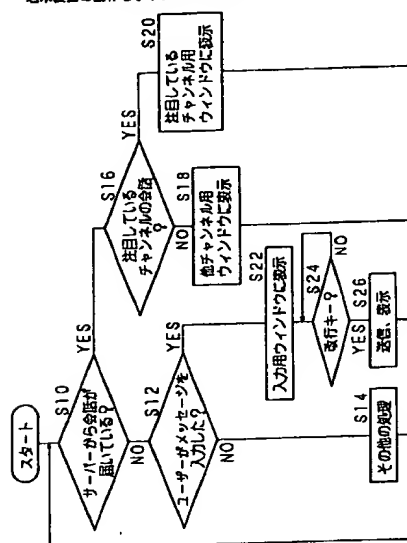 スタート
S10
サーバーから会話が
届いている?
YES
NO
S12
ユーザーがメッセージを
入力した?
YES
NO
S14
その他の処理
S16
注目している
チャンネルの会話
?
YES
NO
S18
他チャンネル用
ウィンドウに表示
S20
注目している
チャンネル用
ウィンドウに表示
S22
入力用ウィンドウに表示
S24
改行キー?
NO
YES
S26
送信、表示